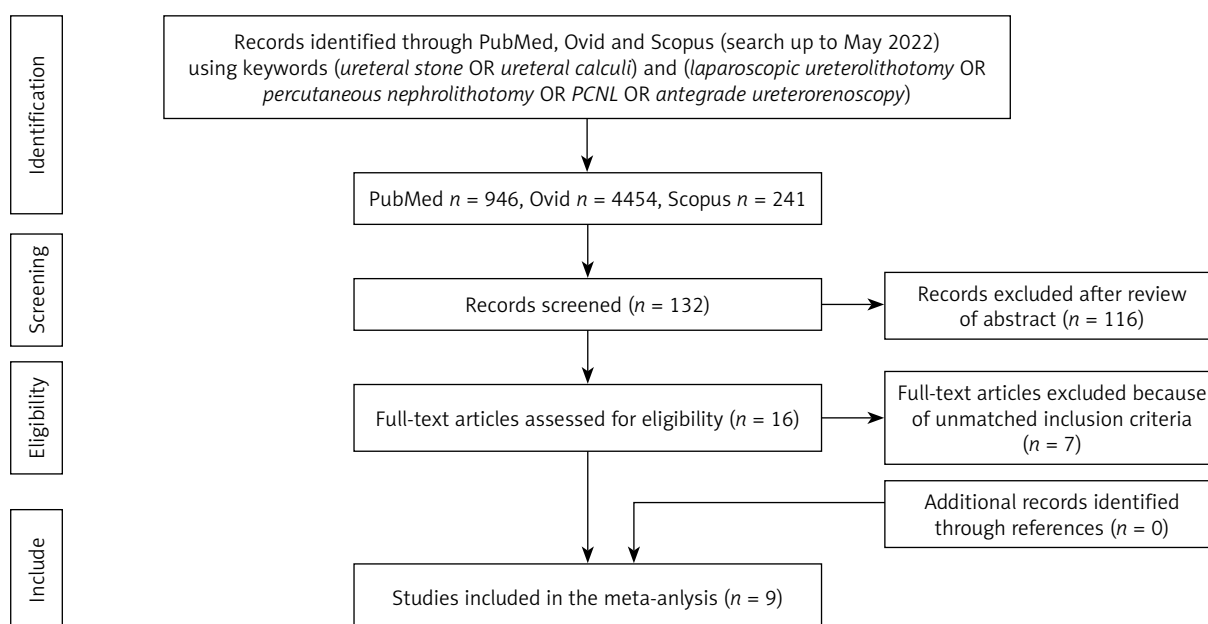 Identification
Records identified through PubMed, Ovid and Scopus (search up to May 2022)
using keywords (ureteral stone OR ureteral calculi) and (laparoscopic ureterolithotomy OR
percutaneous nephrolithotomy OR PCNL OR antegrade ureterorenoscopy)
PubMed n = 946, Ovid n = 4454, Scopus n = 241
Screening
Records screened (n = 132)
Records excluded after review
of abstract (n = 116)
Eligibility
Full-text articles assessed for eligibility (n = 16)
Full-text articles excluded because
of unmatched inclusion criteria
(n = 7)
Additional records identified
through references (n = 0)
Include
Studies included in the meta-anlysis (n = 9)